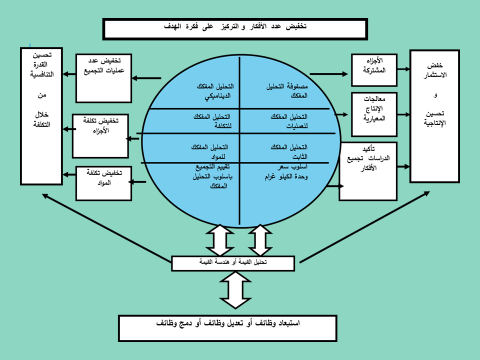 تخفيض عدد الأفكار و التركيز على فكرة الهدف
الأجزاء
المشتركة
معالجات
الإنتاج
المعيارية
تأكيد
الدراسات تجميع
الأفكار
خفض
الاستثمار
و
تحسين
الإنتاجية
مصفوفة التحليل
المفكك
التحليل المفكك
الديناميكي
التحليل المفكك
للعمليات
التحليل المفكك
للتكلفة
التحليل المفكك
الثابت
التحليل المفكك
للمواد
اسلوب سعر
وحدة الكيلو غرام
تقييم التجميع
باسلوب التحليل
المفكك
تخفيض عدد
عمليات التجميع
تخفيض تكلفة
الأجزاء
تخفيض تكلفة
المواد
تحسين
القدرة
التنافسية
من
خلال
التكلفة
تحليل القيمة أو هندسة القيمة
استبعاد وظائف أو تعديل وظائف أو دمج وظائف